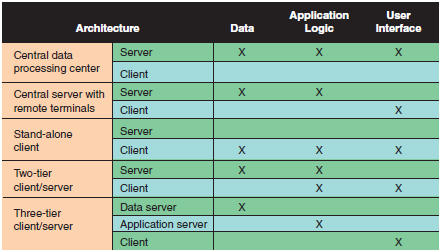 Architecture Data Application Logic User Interface
Central data processing center Server X X X
Client
Central server with remote terminals Server X X
Client X
Stand-alone client Server
Client X X X
Two-tier client/server Server X X
Client X X
Three-tier client/server Data server X
Application server X
Client X